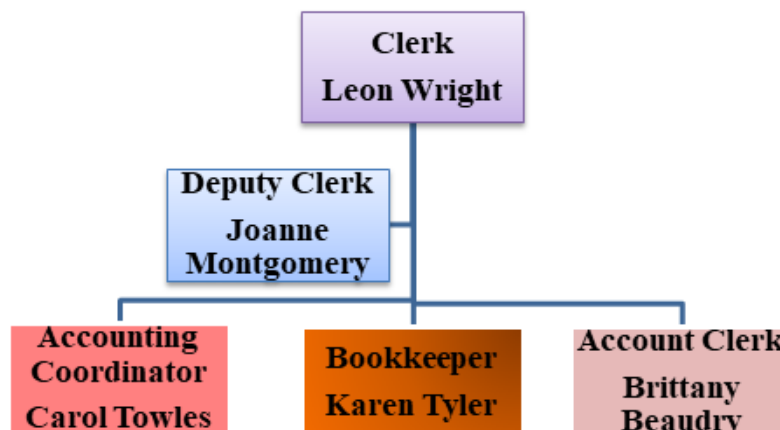 Clerk
Leon Wright
Deputy Clerk
Joanne
Montgomery
Accounting
Coordinator
Carol Towles
Bookkeeper
Karen Tyler
Account Clerk
Brittany
Beaudry